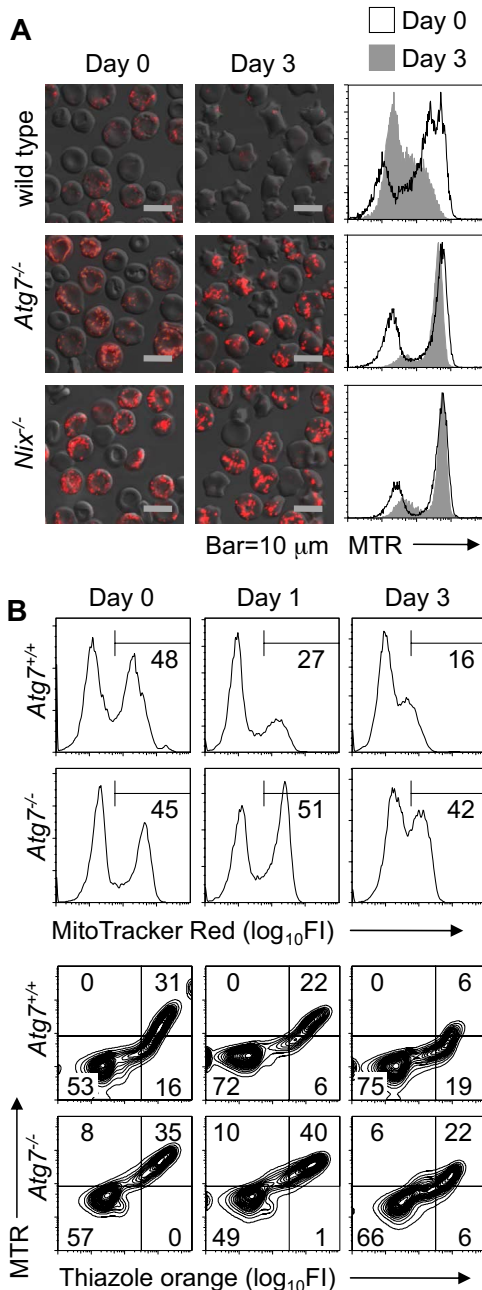 A
Day 0
Day 3
Day 0
Day 3
wild type
Atg7-/-
Nix-/-
Bar=10 μm
MTR
B
Day 0
Day 1
Day 3
Atg7+/+
48
27
16
Atg7-/-
45
51
42
MitoTracker Red (log10FI)
Atg7+/+
0 31
0 22
0 6
53 16
72 6
75 19
Atg7-/-
8 35
10 40
6 22
57 0
49 1
66 6
MTR
Thiazole orange (log10FI)